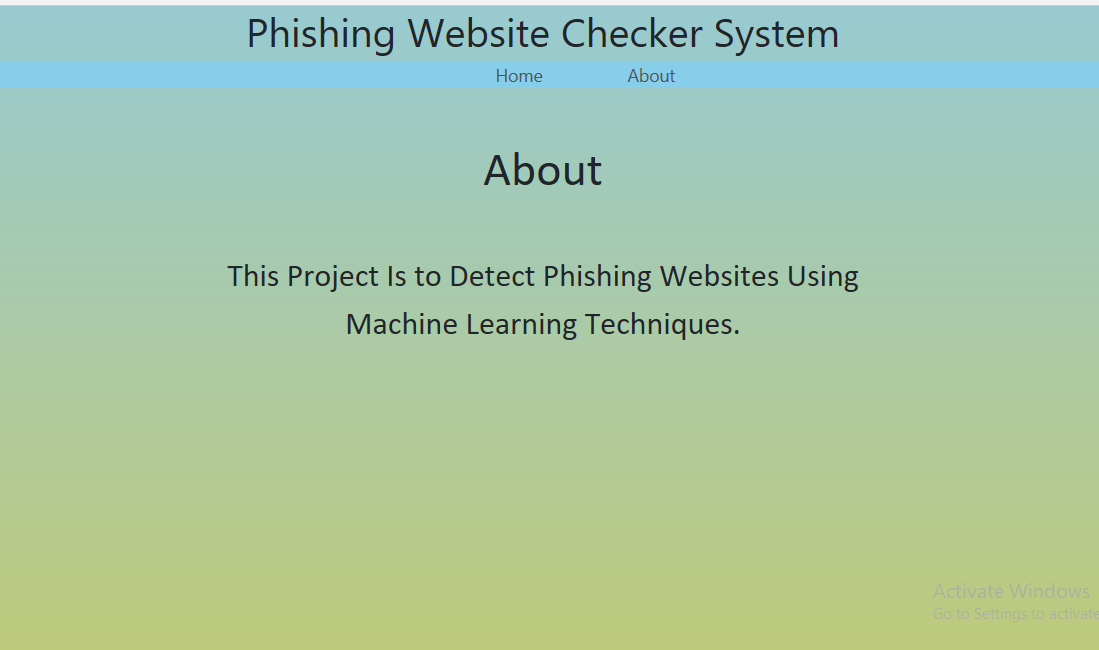 Phishing Website Checker System
Home About
About
This Project Is to Detect Phishing Websites Using
Machine Learning Techniques.
Activate Windows
Go to Settings to activate